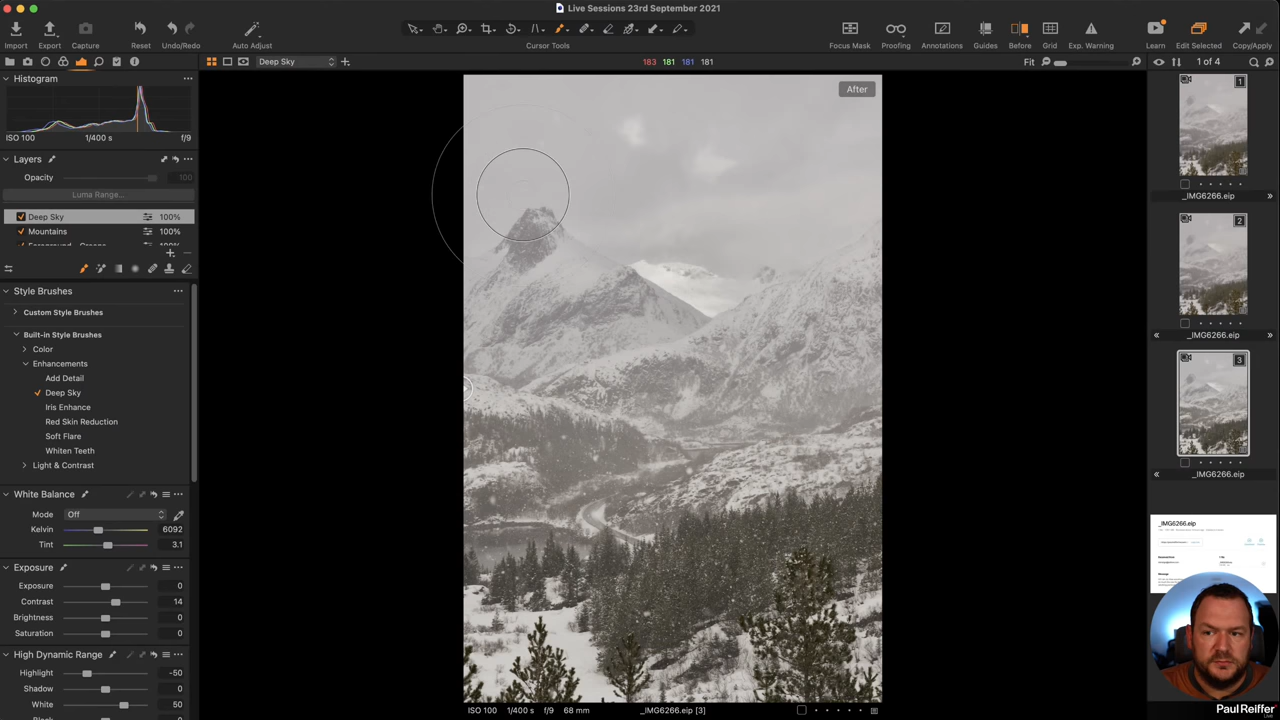 Live Sessions 23rd September 2021
Import Export Capture Reset Undo/Redo Auto Adjust Cursor Tools Focus Mask Proofing Annotations Guides Before Grid Exp. Warning Learn Edit Selected Copy/Apply
Deep Sky 183 181 181 181 Fit 1 of 4
Histogram
After
ISO 100 1/400 s f/9
Layers
Opacity 100
Luma Range...
Deep Sky 100%
Mountains 100%
Style Brushes
Custom Style Brushes
Built-in Style Brushes
Color
Enhancements
Add Detail
Deep Sky
Iris Enhance
Red Skin Reduction
Soft Flare
Whiten Teeth
Light & Contrast
White Balance
Mode Off
Kelvin 6092
Tint 3.1
Exposure
Exposure 0
Contrast 14
Brightness 0
Saturation 0
High Dynamic Range
Highlight -50
Shadow 0
White 50
ISO 100 1/400 s f/9 68 mm _IMG6266.eip [3]
1
_IMG6266.eip
2
_IMG6266.eip
3
_IMG6266.eip
_IMG6266.eip
Paul Reiffer
Live